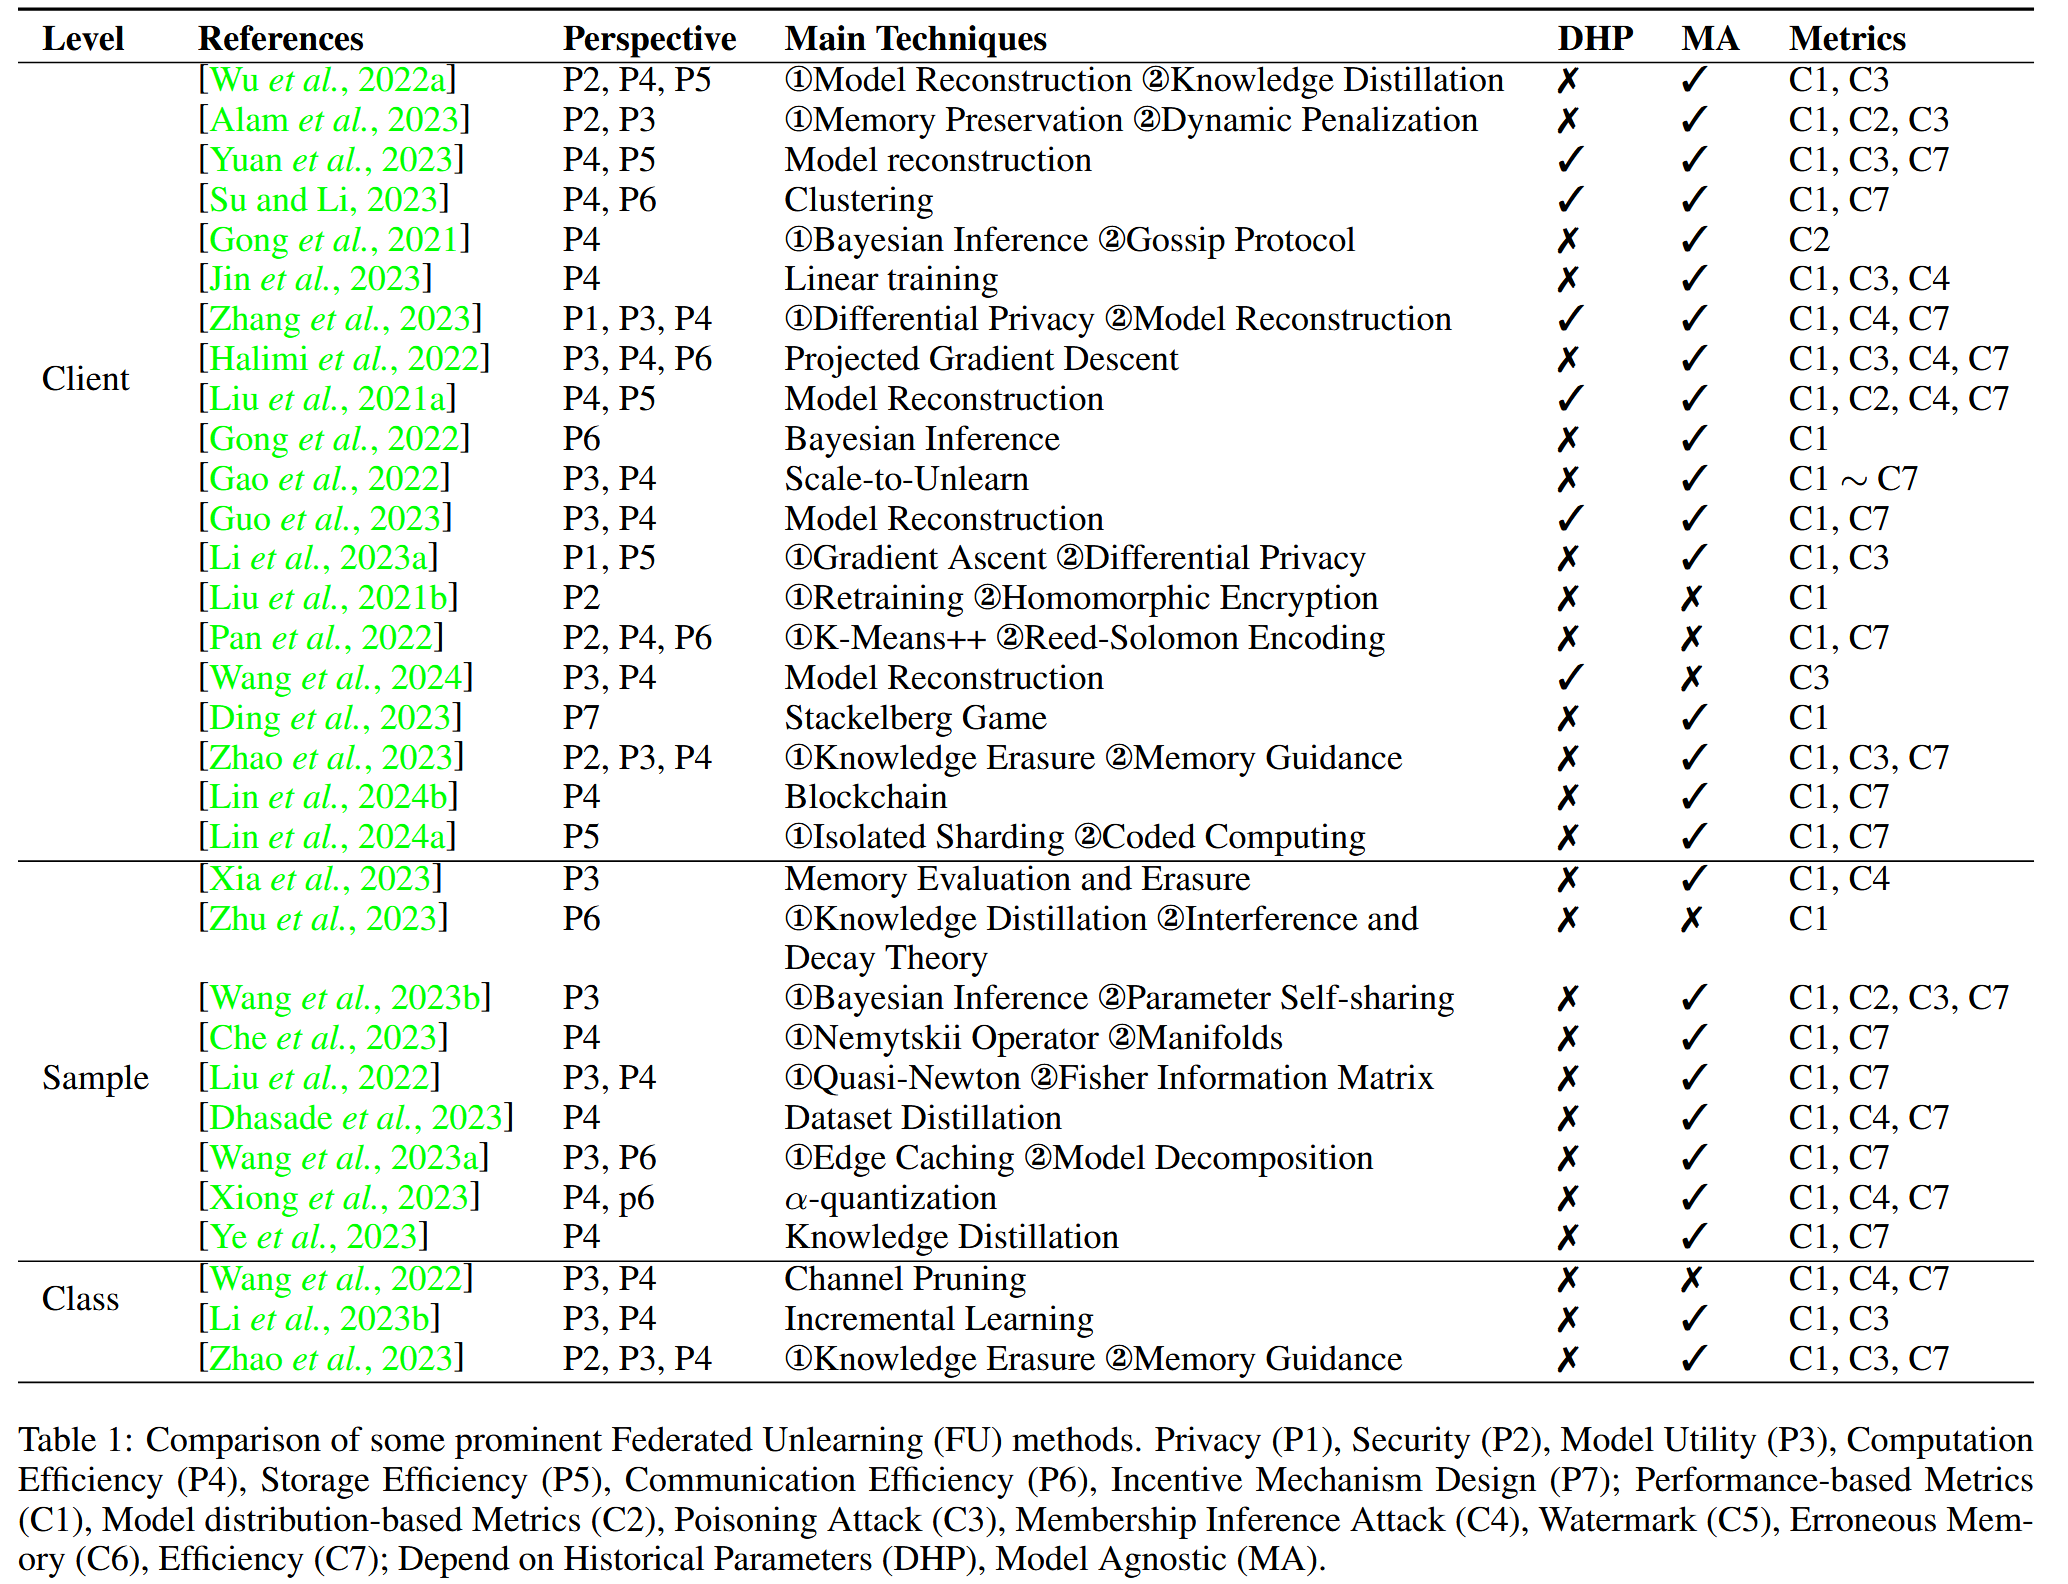 Level References Perspective Main Techniques DHP MA Metrics
[Wu et al., 2022a] P2, P4, P5 ①Model Reconstruction ②Knowledge Distillation ✗ ✓ C1, C3
[Alam et al., 2023] P2, P3 ①Memory Preservation ②Dynamic Penalization ✗ ✓ C1, C2, C3
[Yuan et al., 2023] P4, P5 Model reconstruction ✓ ✓ C1, C3, C7
[Su and Li, 2023] P4, P6 Clustering ✓ ✓ C1, C7
[Gong et al., 2021] P4 ①Bayesian Inference ②Gossip Protocol ✗ ✓ C2
[Jin et al., 2023] P4 Linear training ✗ ✓ C1, C3, C4
[Zhang et al., 2023] P1, P3, P4 ①Differential Privacy ②Model Reconstruction ✓ ✓ C1, C4, C7
[Halimi et al., 2022] P3, P4, P6 Projected Gradient Descent ✗ ✓ C1, C3, C4, C7
Client
[Liu et al., 2021a] P4, P5 Model Reconstruction ✓ ✓ C1, C2, C4, C7
[Gong et al., 2022] P6 Bayesian Inference ✗ ✓ C1
[Gao et al., 2022] P3, P4 Scale-to-Unlearn ✗ ✓ C1 ∼ C7
[Guo et al., 2023] P3, P4 Model Reconstruction ✓ ✓ C1, C7
[Li et al., 2023a] P1, P5 ①Gradient Ascent ②Differential Privacy ✗ ✓ C1, C3
[Liu et al., 2021b] P2 ①Retraining ②Homomorphic Encryption ✗ ✗ C1
[Pan et al., 2022] P2, P4, P6 ①K-Means++ ②Reed-Solomon Encoding ✗ ✗ C1, C7
[Wang et al., 2024] P3, P4 Model Reconstruction ✓ ✗ C3
[Ding et al., 2023] P7 Stackelberg Game ✗ ✓ C1
[Zhao et al., 2023] P2, P3, P4 ①Knowledge Erasure ②Memory Guidance ✗ ✓ C1, C3, C7
[Lin et al., 2024b] P4 Blockchain ✗ ✓ C1, C7
[Lin et al., 2024a] P5 ①Isolated Sharding ②Coded Computing ✗ ✓ C1, C7
[Xia et al., 2023] P3 Memory Evaluation and Erasure ✗ ✓ C1, C4
[Zhu et al., 2023] P6 ①Knowledge Distillation ②Interference and ✗ ✗ C1
Decay Theory
[Wang et al., 2023b] P3 ①Bayesian Inference ②Parameter Self-sharing ✗ ✓ C1, C2, C3, C7
[Che et al., 2023] P4 ①Nemytskii Operator ②Manifolds ✗ ✓ C1, C7
Sample [Liu et al., 2022] P3, P4 ①Quasi-Newton ②Fisher Information Matrix ✗ ✓ C1, C7
[Dhasade et al., 2023] P4 Dataset Distillation ✗ ✓ C1, C4, C7
[Wang et al., 2023a] P3, P6 ①Edge Caching ②Model Decomposition ✗ ✓ C1, C7
[Xiong et al., 2023] P4, p6 α-quantization ✗ ✓ C1, C4, C7
[Ye et al., 2023] P4 Knowledge Distillation ✗ ✓ C1, C7
[Wang et al., 2022] P3, P4 Channel Pruning ✗ ✗ C1, C4, C7
Class
[Li et al., 2023b] P3, P4 Incremental Learning ✗ ✓ C1, C3
[Zhao et al., 2023] P2, P3, P4 ①Knowledge Erasure ②Memory Guidance ✗ ✓ C1, C3, C7
Table 1: Comparison of some prominent Federated Unlearning (FU) methods. Privacy (P1), Security (P2), Model Utility (P3), Computation
Efficiency (P4), Storage Efficiency (P5), Communication Efficiency (P6), Incentive Mechanism Design (P7); Performance-based Metrics
(C1), Model distribution-based Metrics (C2), Poisoning Attack (C3), Membership Inference Attack (C4), Watermark (C5), Erroneous Mem-
ory (C6), Efficiency (C7); Depend on Historical Parameters (DHP), Model Agnostic (MA).